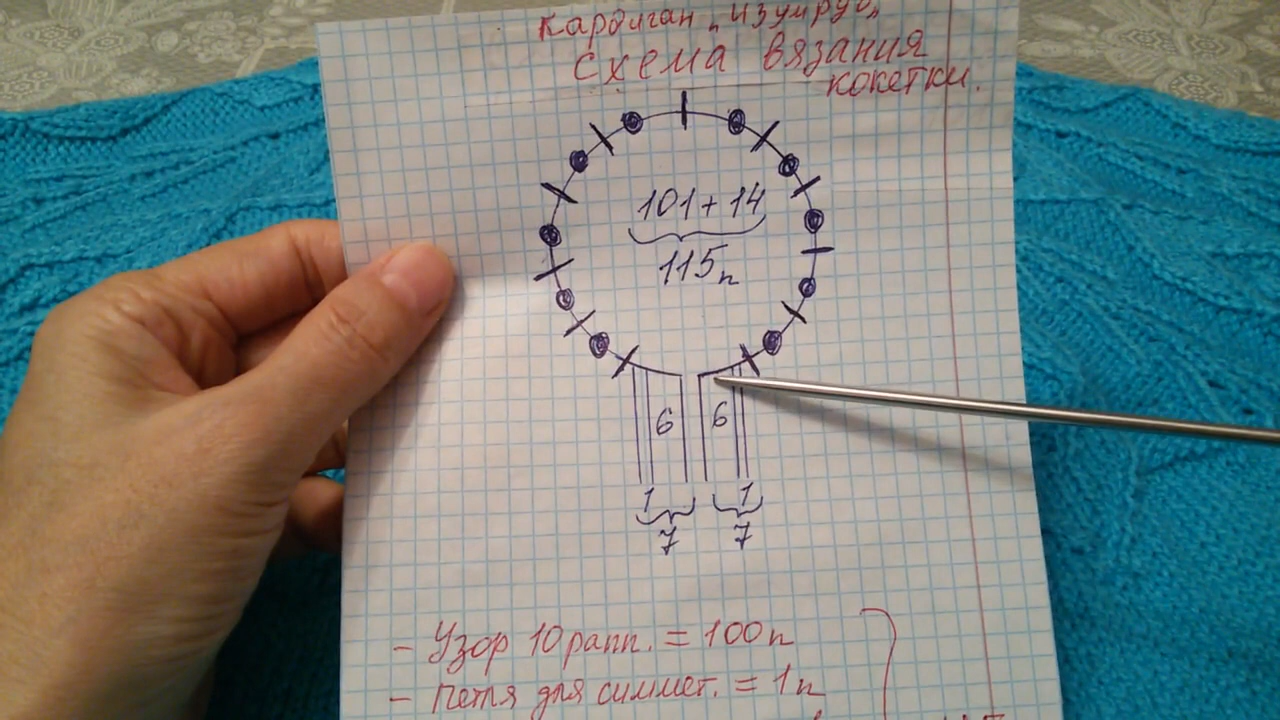 Кардиган "Изумруд"
схема вязания
кокетки.
101 + 14
115п
6 6
1 1
7 7
- Узор 10 рапп. = 100п
- петля для симмет. = 1п